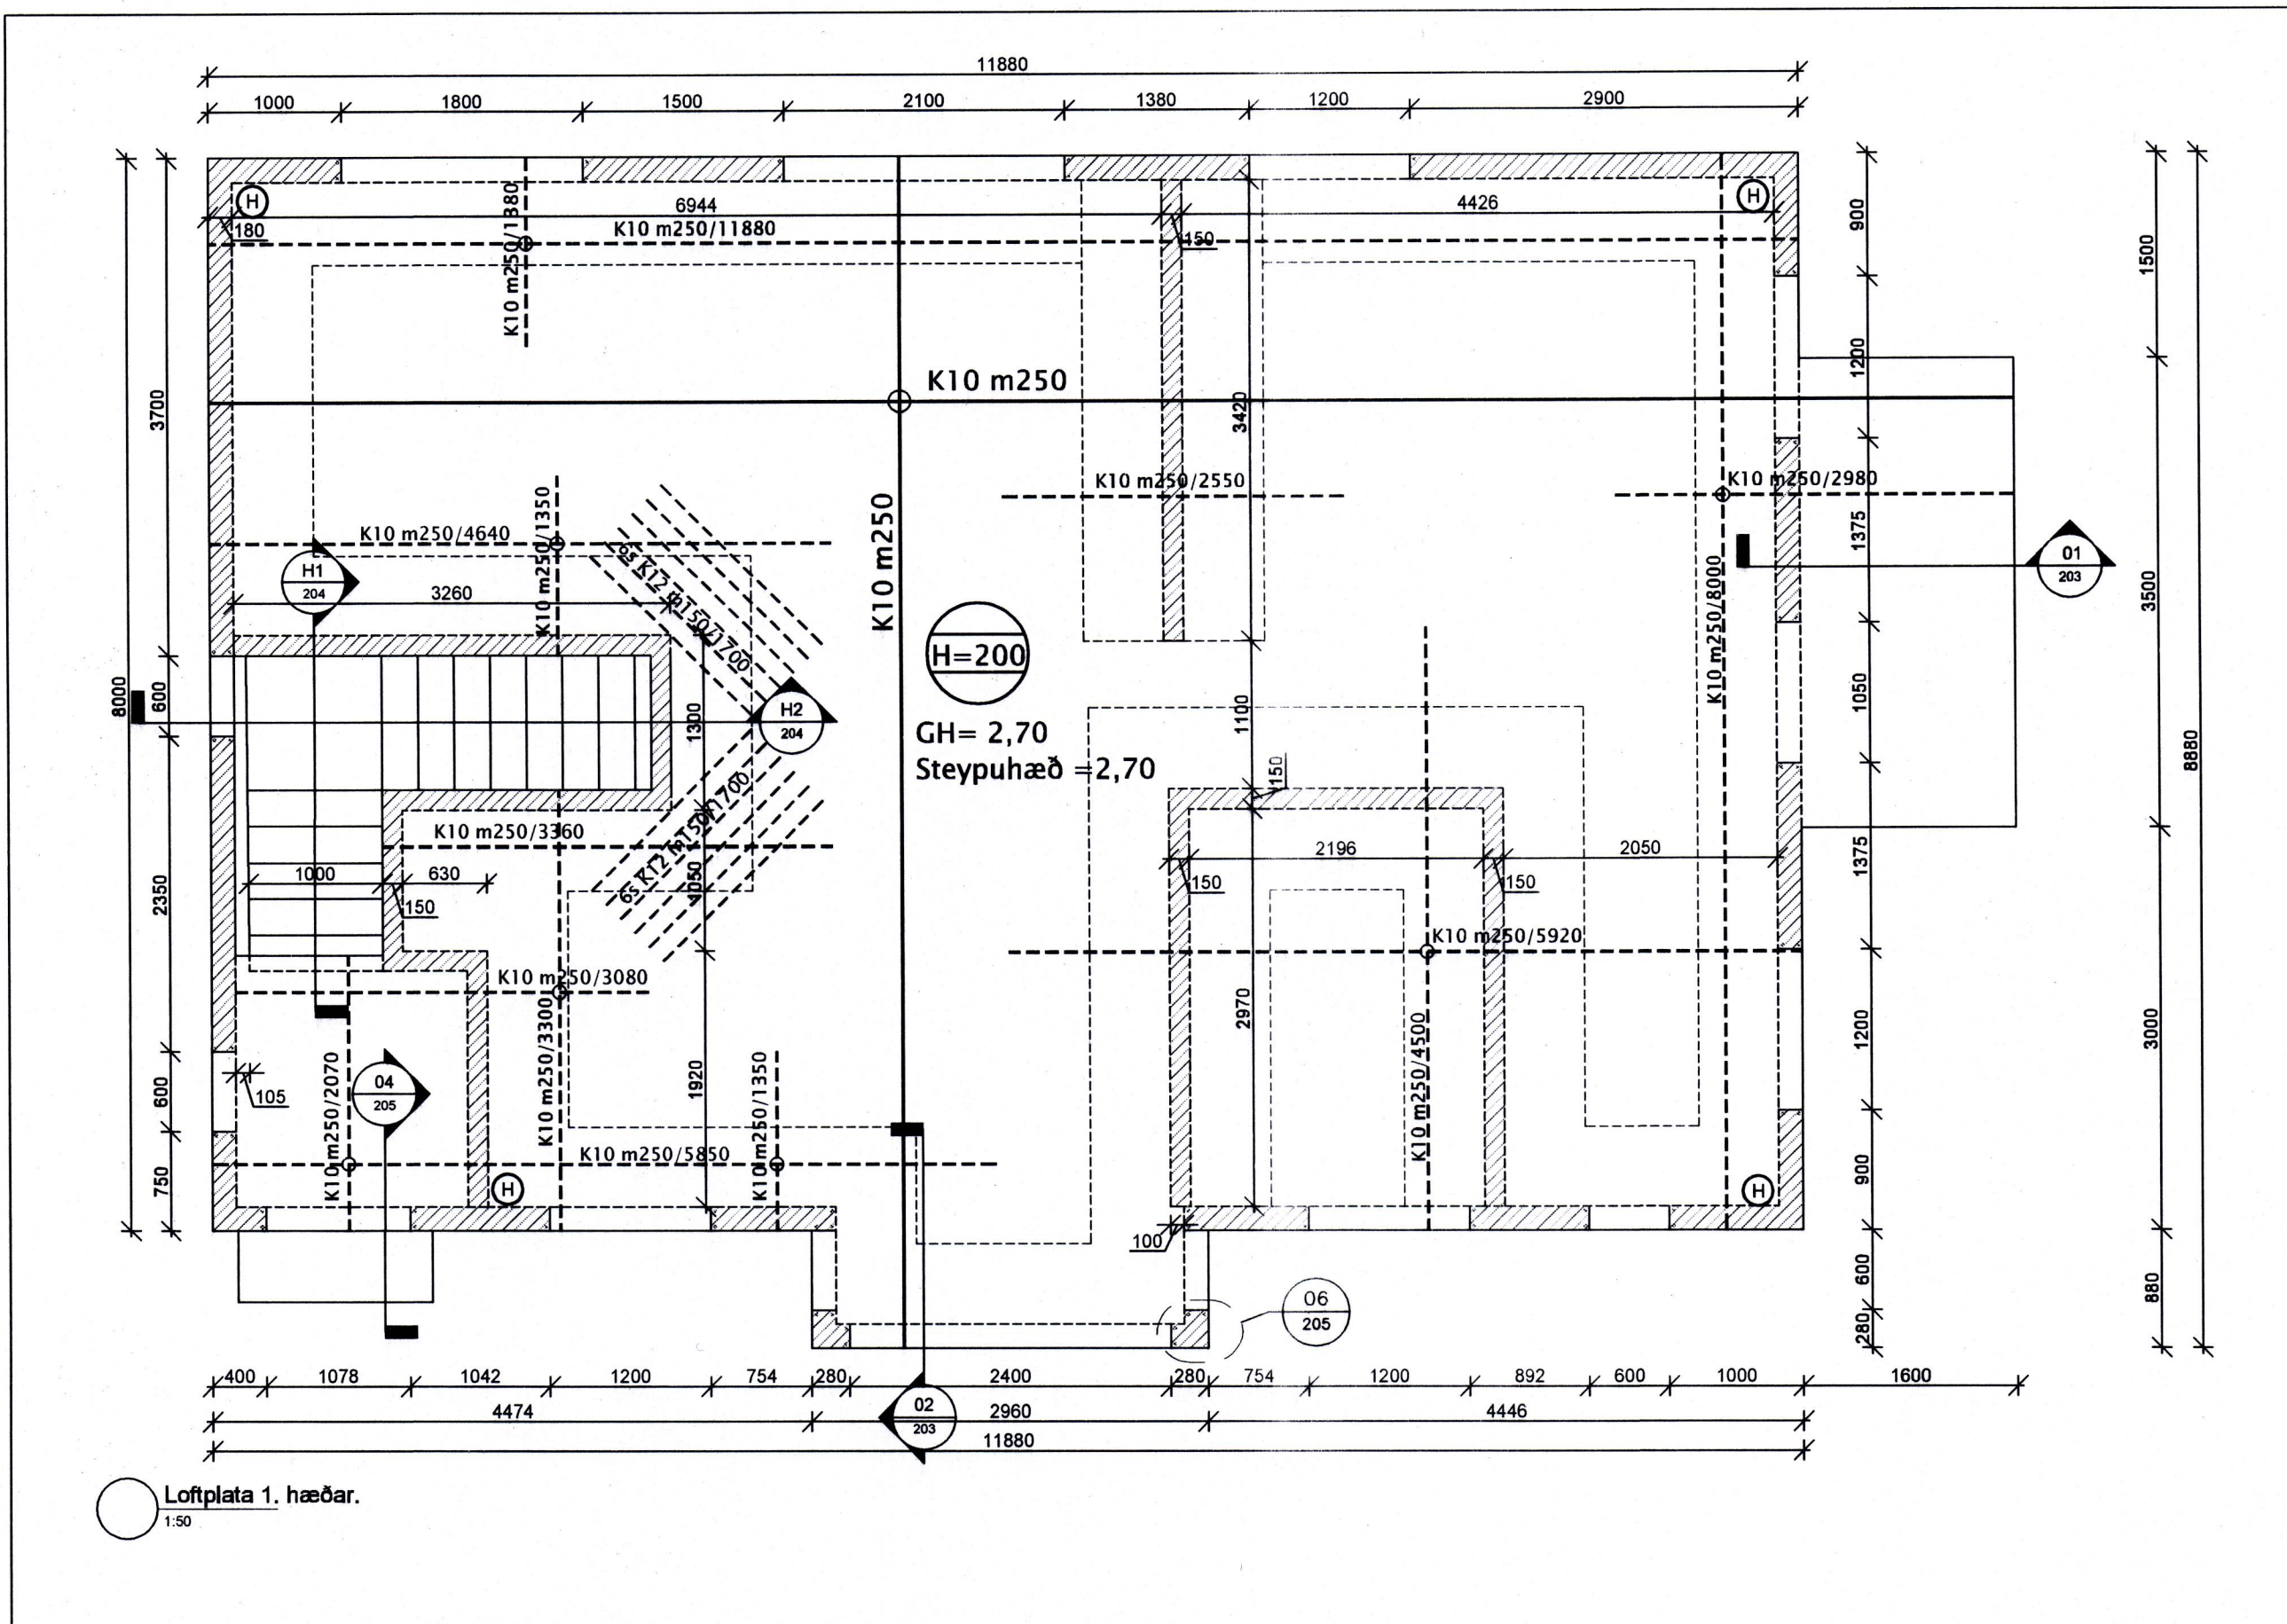 11880
1000 1800 1500 2100 1380 1200 2900
H
H
6944
4426
180
K10 m250/11880
150
K10 m250/1380
900
1500
1200
K10 m250
3700
3420
K10 m250/2550
K10 m250/2980
K10 m250/4640
K10 m250/1350
6s K12 m150/1700
K10 m250
1375
01
203
H1
204
3260
3500
K10 m250/8000
H=200
8000
600
1300
H2
204
GH= 2,70
Steypuhæð =2,70
1100
150
1050
8880
K10 m250/3360
6s K12 m150/1700
2196
2050
1375
1000
630
150
1050
150
150
2350
K10 m250/5920
K10 m250/3080
K10 m250/3300
2970
K10 m250/4500
1200
3000
105
K10 m250/2070
04
205
1920
K10 m250/1350
600
K10 m250/5850
750
H
H
900
100
06
205
600
280
880
400 1078 1042 1200 754 280 2400 280 754 1200 892 600 1000 1600
4474 2960 4446
02
203
11880
Loftplata 1. hæðar.
1:50